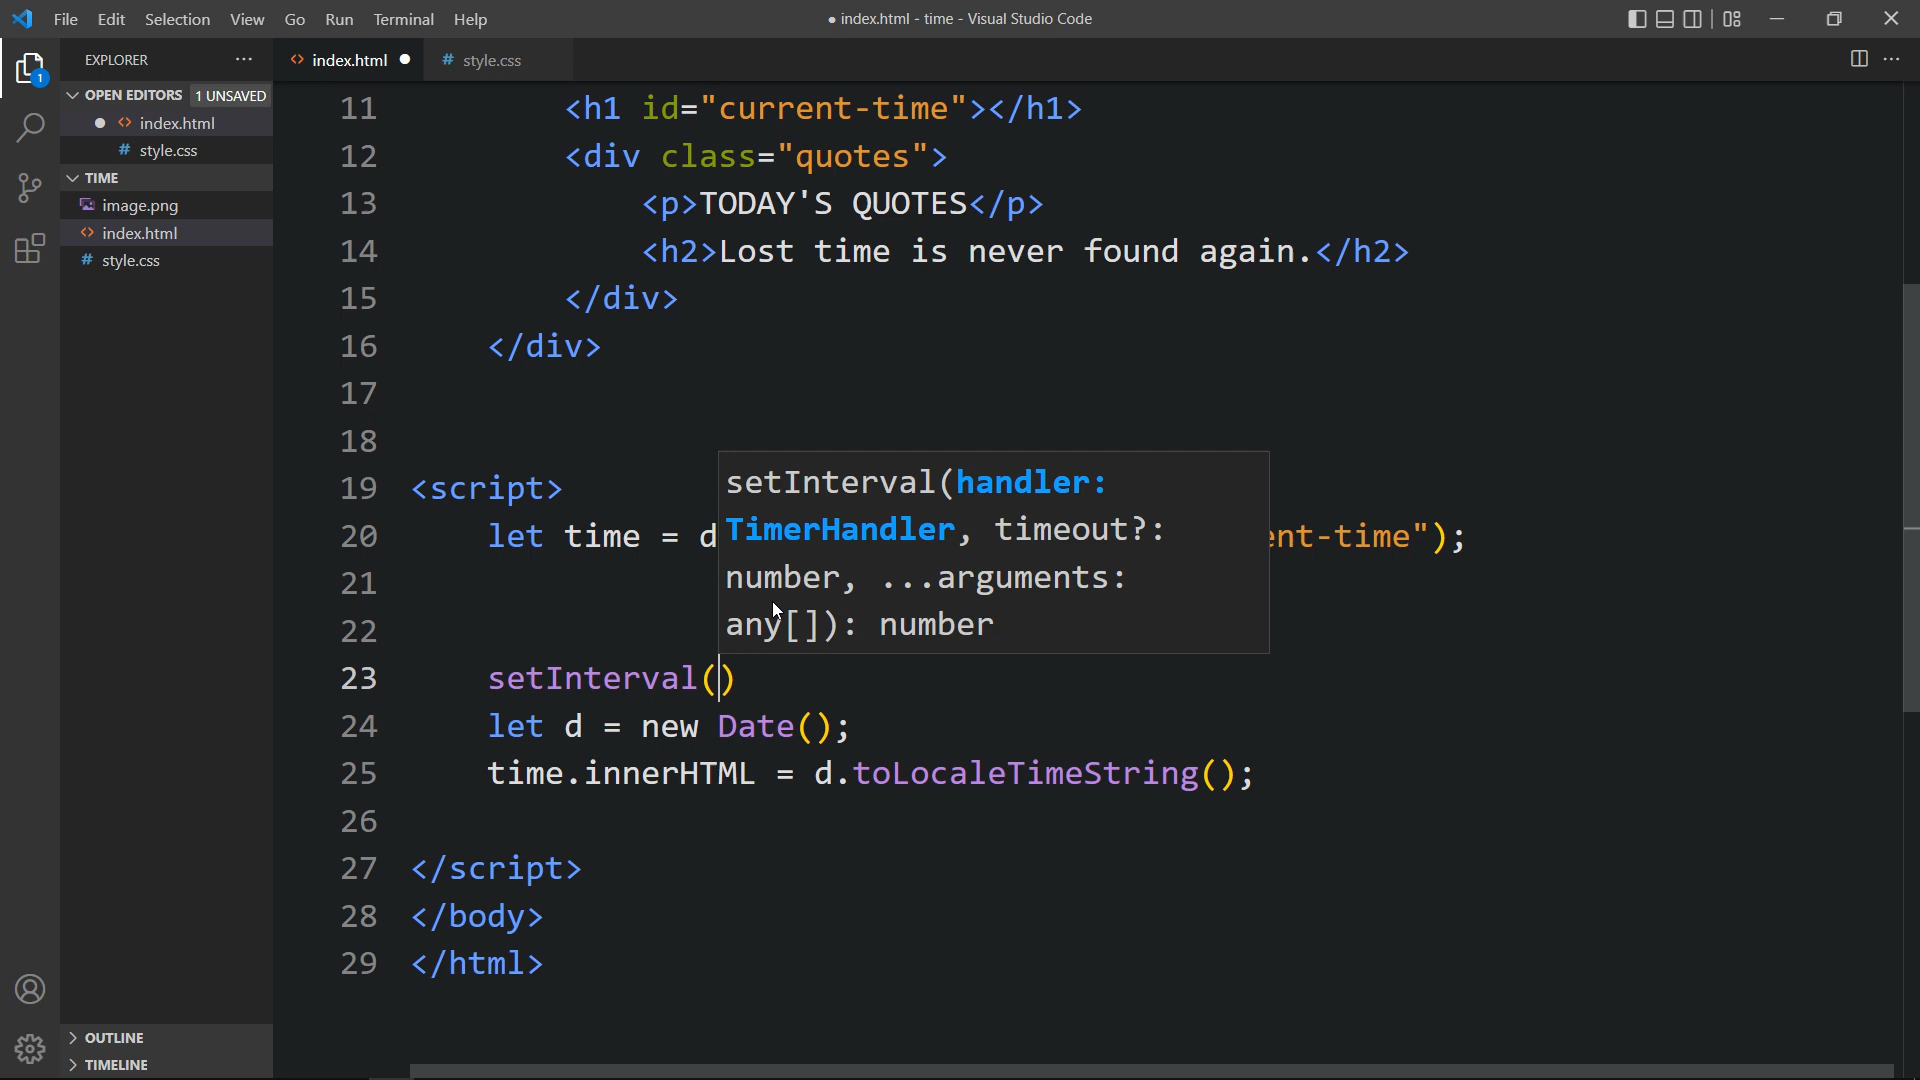 File Edit Selection View Go Run Terminal Help
● index.html - time - Visual Studio Code
EXPLORER ···
<> index.html ●
# style.css
1
OPEN EDITORS 1 UNSAVED
● <> index.html
# style.css
TIME
image.png
<> index.html
# style.css
11 <h1 id="current-time"></h1>
12 <div class="quotes">
13 <p>TODAY'S QUOTES</p>
14 <h2>Lost time is never found again.</h2>
15 </div>
16 </div>
17
18
19 <script>
20 let time = d ent-time");
21
22
setInterval(handler:
TimerHandler, timeout?:
number, ...arguments:
any[]): number
23 setInterval()
24 let d = new Date();
25 time.innerHTML = d.toLocaleTimeString();
26
27 </script>
28 </body>
29 </html>
OUTLINE
TIMELINE